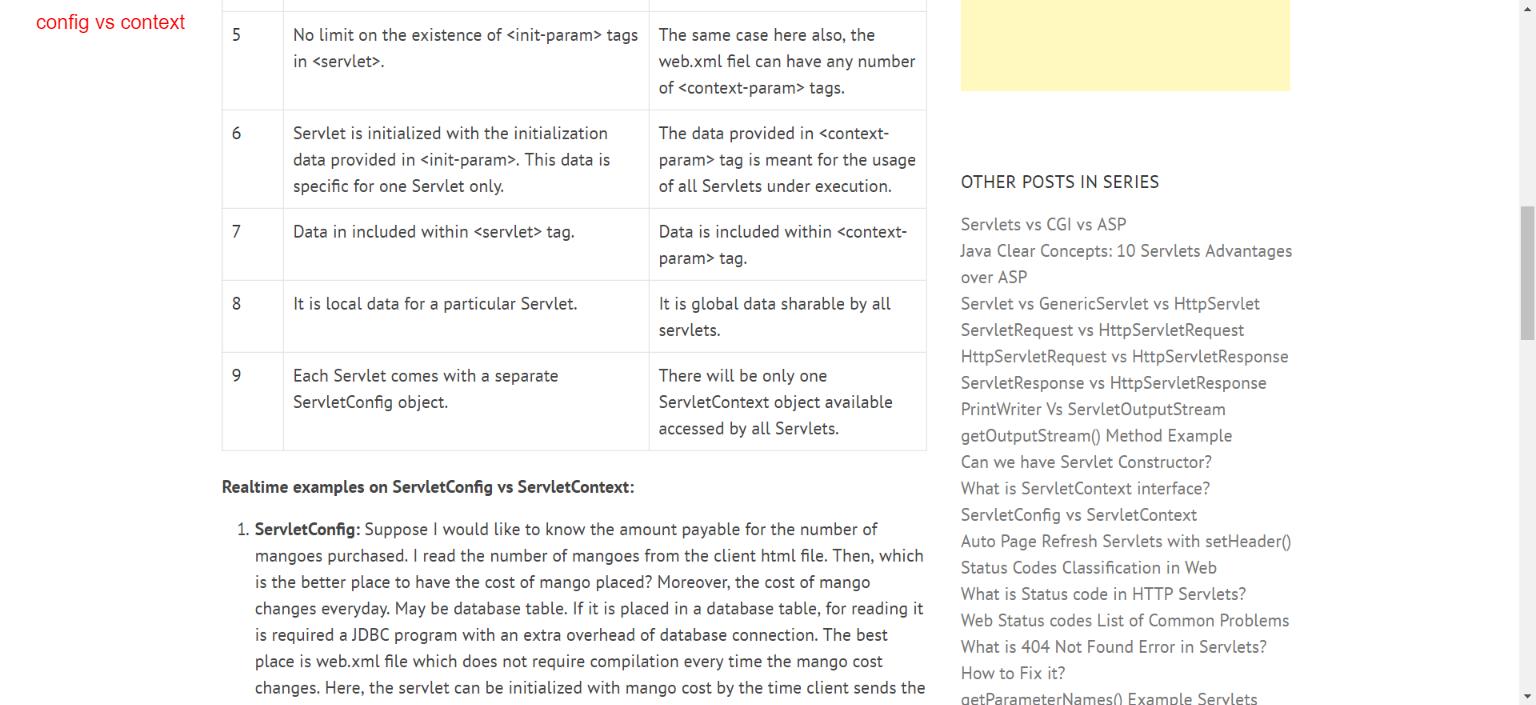 config vs context
5
No limit on the existence of <init-param> tags
in <servlet>.
The same case here also, the
web.xml fiel can have any number
of <context-param> tags.
6
Servlet is initialized with the initialization
data provided in <init-param>. This data is
specific for one Servlet only.
The data provided in <context-
param> tag is meant for the usage
of all Servlets under execution.
7
Data in included within <servlet> tag.
Data is included within <context-
param> tag.
8
It is local data for a particular Servlet.
It is global data sharable by all
servlets.
9
Each Servlet comes with a separate
ServletConfig object.
There will be only one
ServletContext object available
accessed by all Servlets.
Realtime examples on ServletConfig vs ServletContext:
1. ServletConfig: Suppose I would like to know the amount payable for the number of
mangoes purchased. I read the number of mangoes from the client html file. Then, which
is the better place to have the cost of mango placed? Moreover, the cost of mango
changes everyday. May be database table. If it is placed in a database table, for reading it
is required a JDBC program with an extra overhead of database connection. The best
place is web.xml file which does not require compilation every time the mango cost
changes. Here, the servlet can be initialized with mango cost by the time client sends the
OTHER POSTS IN SERIES
Servlets vs CGI vs ASP
Java Clear Concepts: 10 Servlets Advantages
over ASP
Servlet vs GenericServlet vs HttpServlet
ServletRequest vs HttpServletRequest
HttpServletRequest vs HttpServletResponse
ServletResponse vs HttpServletResponse
PrintWriter Vs ServletOutputStream
getOutputStream() Method Example
Can we have Servlet Constructor?
What is ServletContext interface?
ServletConfig vs ServletContext
Auto Page Refresh Servlets with setHeader()
Status Codes Classification in Web
What is Status code in HTTP Servlets?
Web Status codes List of Common Problems
What is 404 Not Found Error in Servlets?
How to Fix it?
getParameterNames() Example Servlets